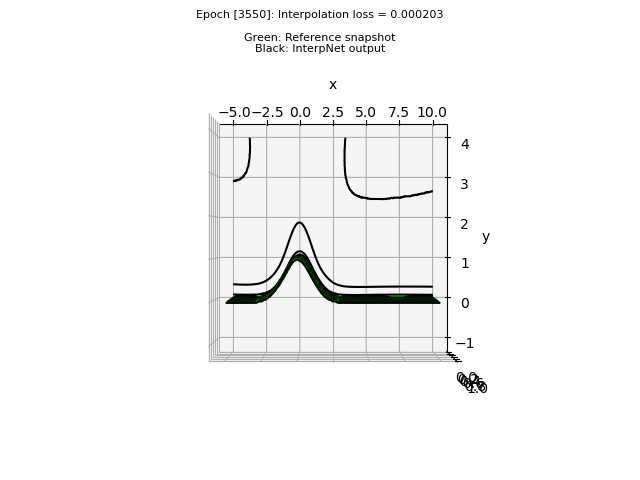 Epoch [3550]: Interpolation loss = 0.000203
Green: Reference snapshot
Black: InterpNet output
x
−5.0 −2.5 0.0 2.5 5.0 7.5 10.0
4
3
2
y
1
0
−1